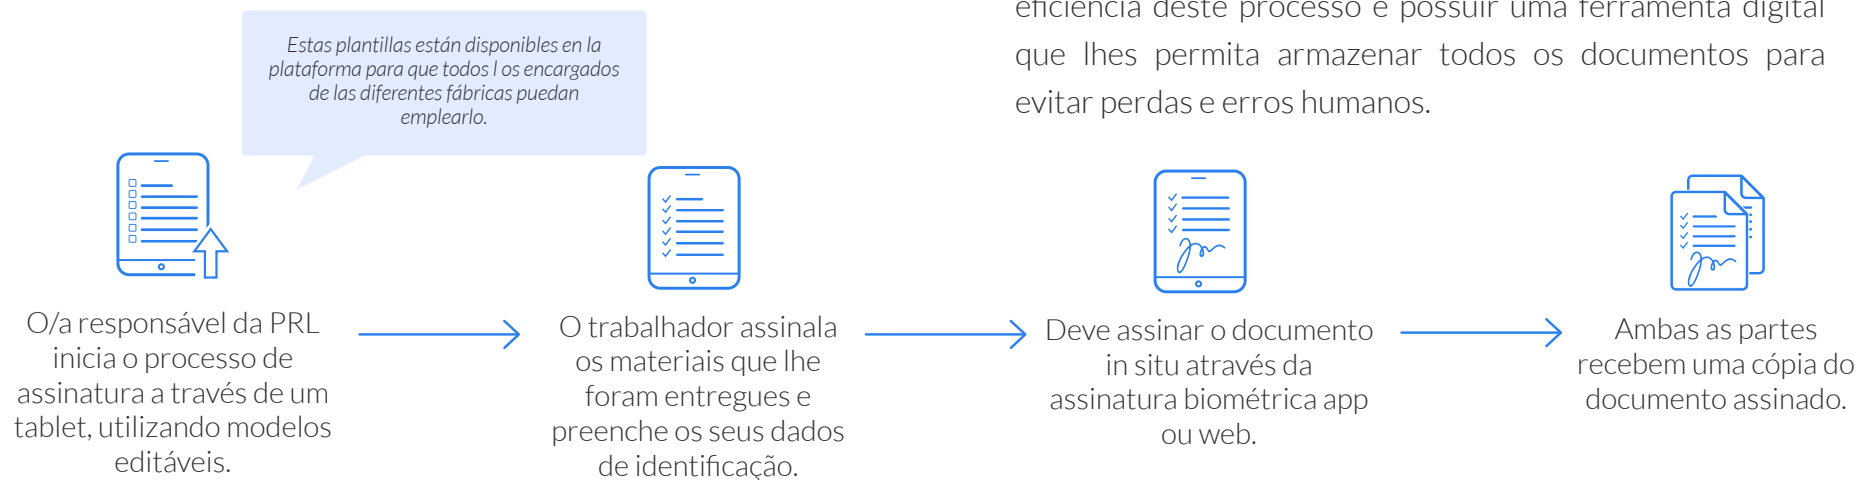 eficiência deste processo e possuir uma ferramenta digital
que lhes permita armazenar todos os documentos para
evitar perdas e erros humanos.
Estas plantillas están disponibles en la
plataforma para que todos l os encargados
de las diferentes fábricas puedan
emplearlo.
O/a responsável da PRL
inicia o processo de
assinatura a través de um
tablet, utilizando modelos
editáveis.
O trabalhador assinala
os materiais que lhe
foram entregues e
preenche os seus dados
de identificação.
Deve assinar o documento
in situ através da
assinatura biométrica app
ou web.
Ambas as partes
recebem uma cópia do
documento assinado.